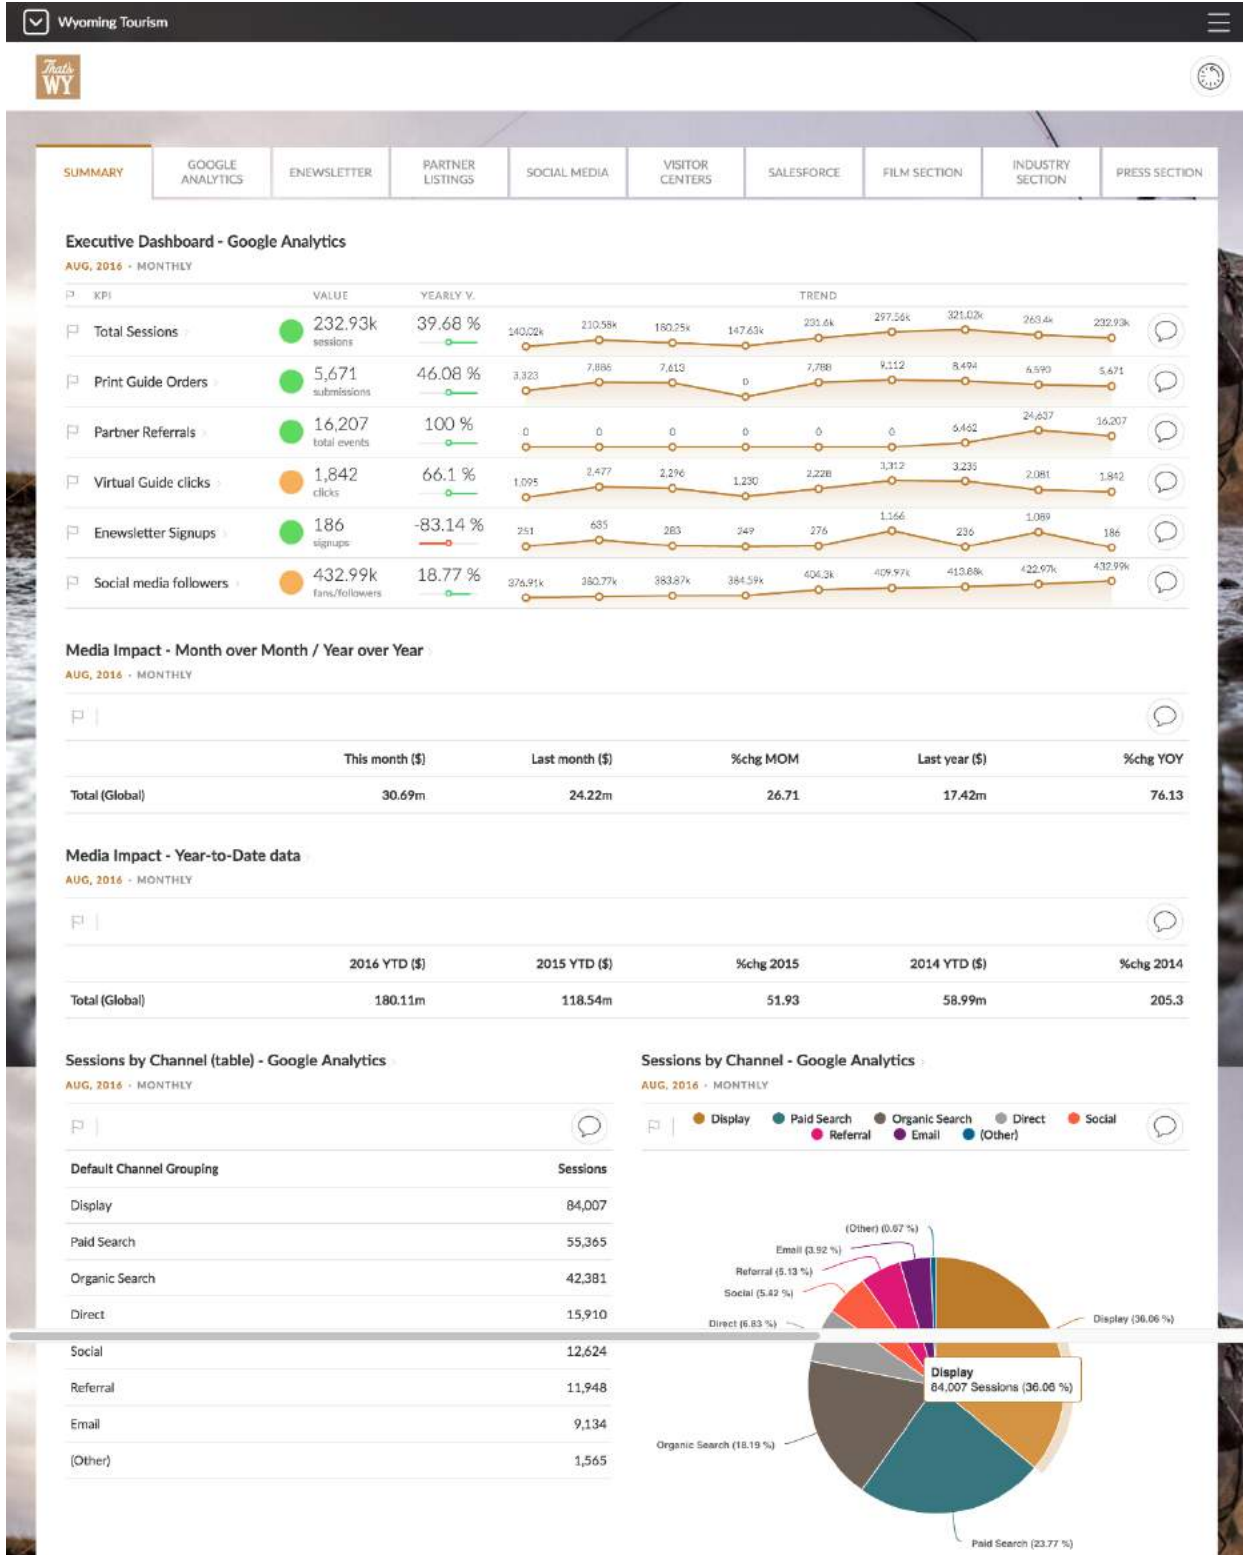 Wyoming Tourism
That's
WY
SUMMARY
GOOGLE
ANALYTICS
ENEWSLETTER
PARTNER
LISTINGS
SOCIAL MEDIA
VISITOR
CENTERS
SALESFORCE
FILM SECTION
INDUSTRY
SECTION
PRESS SECTION
Executive Dashboard - Google Analytics
AUG, 2016 - MONTHLY
KPI VALUE YEARLY V. TREND
Total Sessions 232.93k 39.68 % 140.02k 210.58k 180.25k 147.63k 231.6k 297.56k 321.02k 263.4k 232.93k
sessions
Print Guide Orders 5,671 46.08 % 3,323 7,886 7,613 0 7,788 9,112 8,494 6,590 5,671
submissions
Partner Referrals 16,207 100 % 0 0 0 0 0 0 6,462 24,637 16,207
total events
Virtual Guide clicks 1,842 66.1 % 1,095 2,477 2,296 1,230 2,228 3,312 3,235 2,081 1,842
clicks
Enewsletter Signups 186 -83.14 % 251 635 283 249 276 1,166 236 1,089 186
signups
Social media followers 432.99k 18.77 % 376.91k 380.77k 383.87k 384.59k 404.3k 409.97k 413.88k 422.97k 432.99k
fans/followers
Media Impact - Month over Month / Year over Year
AUG, 2016 - MONTHLY
This month ($) Last month ($) %chg MOM Last year ($) %chg YOY
Total (Global) 30.69m 24.22m 26.71 17.42m 76.13
Media Impact - Year-to-Date data
AUG, 2016 - MONTHLY
2016 YTD ($) 2015 YTD ($) %chg 2015 2014 YTD ($) %chg 2014
Total (Global) 180.11m 118.54m 51.93 58.99m 205.3
Sessions by Channel (table) - Google Analytics
AUG, 2016 - MONTHLY
Default Channel Grouping Sessions
Display 84,007
Paid Search 55,365
Organic Search 42,381
Direct 15,910
Social 12,624
Referral 11,948
Email 9,134
(Other) 1,565
Sessions by Channel - Google Analytics
AUG, 2016 - MONTHLY
Display Paid Search Organic Search Direct Social
Referral Email (Other)
(Other) (0.67 %)
Email (3.92 %)
Referral (5.13 %)
Social (5.42 %)
Direct (6.83 %)
Display (36.06 %)
Display
84,007 Sessions (36.06 %)
Organic Search (18.19 %)
Paid Search (23.77 %)